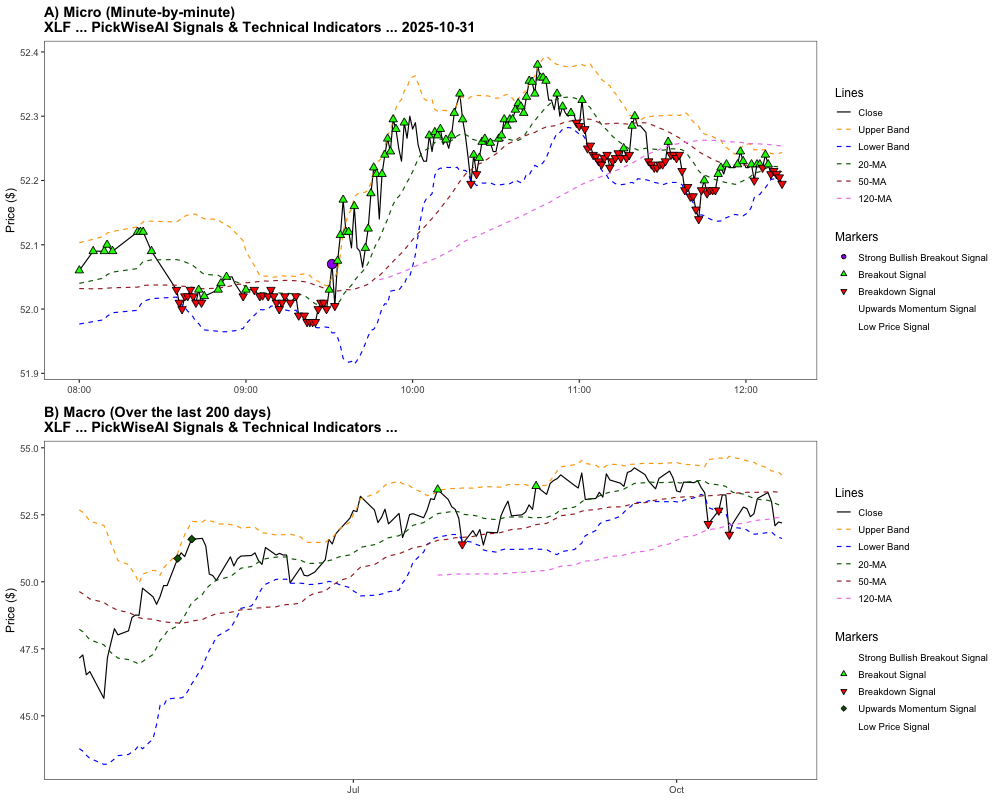 A) Micro (Minute-by-minute)
XLF ... PickWiseAI Signals & Technical Indicators ... 2025-10-31
52.4
52.3
52.2
52.1
52.0
51.9
Price ($)
08:00 09:00 10:00 11:00 12:00
Lines
Close
Upper Band
Lower Band
20-MA
50-MA
120-MA
Markers
Strong Bullish Breakout Signal
Breakout Signal
Breakdown Signal
Upwards Momentum Signal
Low Price Signal
B) Macro (Over the last 200 days)
XLF ... PickWiseAI Signals & Technical Indicators ...
55.0
52.5
50.0
47.5
45.0
Price ($)
Jul Oct
Lines
Close
Upper Band
Lower Band
20-MA
50-MA
120-MA
Markers
Strong Bullish Breakout Signal
Breakout Signal
Breakdown Signal
Upwards Momentum Signal
Low Price Signal